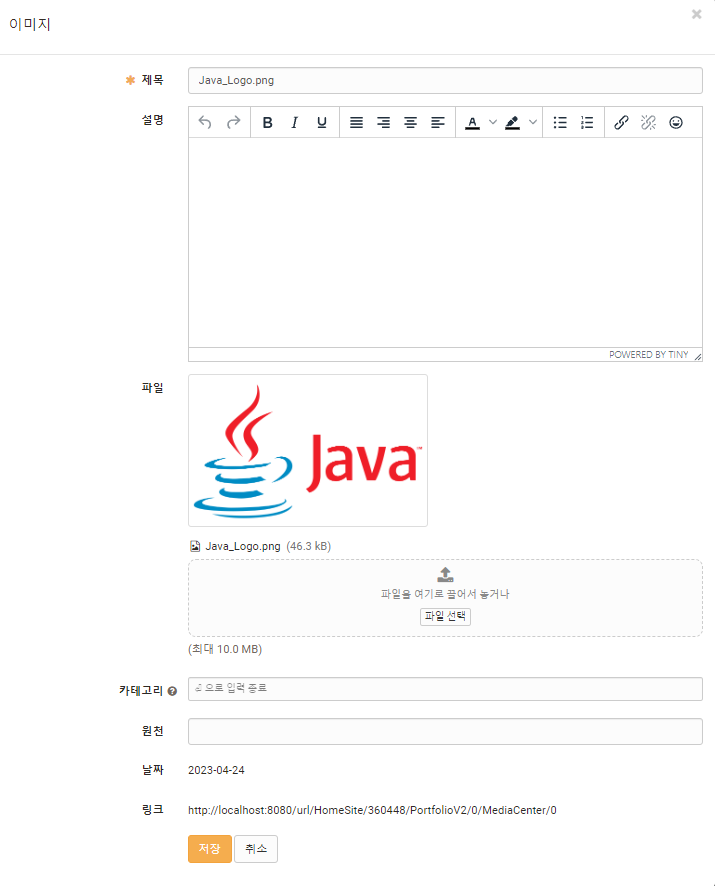 이미지
제목
Java_Logo.png
설명
B I U
A
POWERED BY TINY
파일
Java™
Java_Logo.png (46.3 kB)
파일을 여기로 끌어서 놓거나
파일 선택
(최대 10.0 MB)
카테고리
⏎ 으로 입력 종료
원천
날짜 2023-04-24
링크 http://localhost:8080/url/HomeSite/360448/PortfolioV2/0/MediaCenter/0
저장 취소